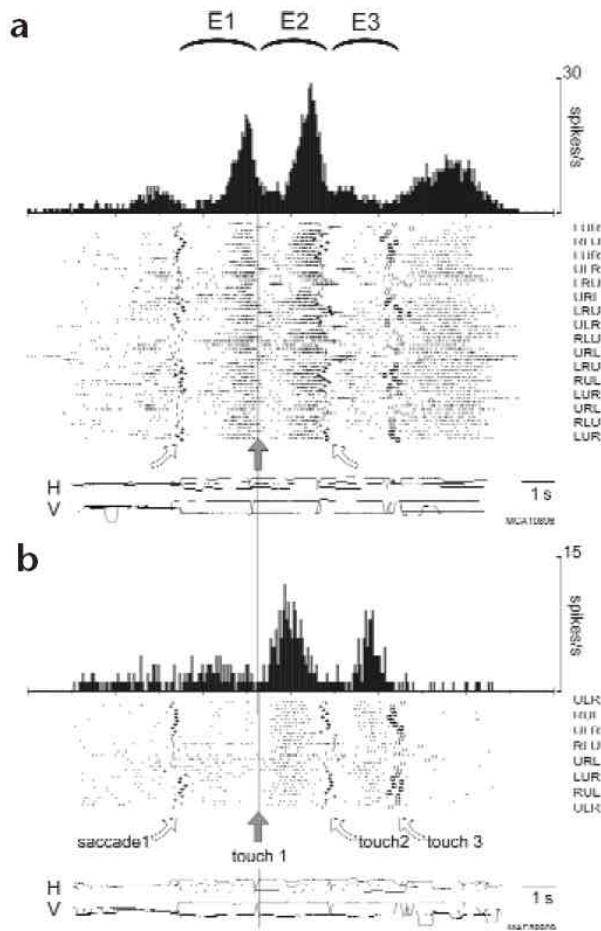 a
E1 E2 E3
30
spikes/s
LUR
RLU
LUR
ULR
LRU
URL
LRU
ULR
RLU
URL
LRU
RUL
LUR
URL
RLU
LUR
H
V
1 s
b
15
spikes/s
ULR
RUL
ULR
RLU
URL
LUR
RUL
ULR
saccade1
touch 1
touch2
touch 3
H
V
1 s